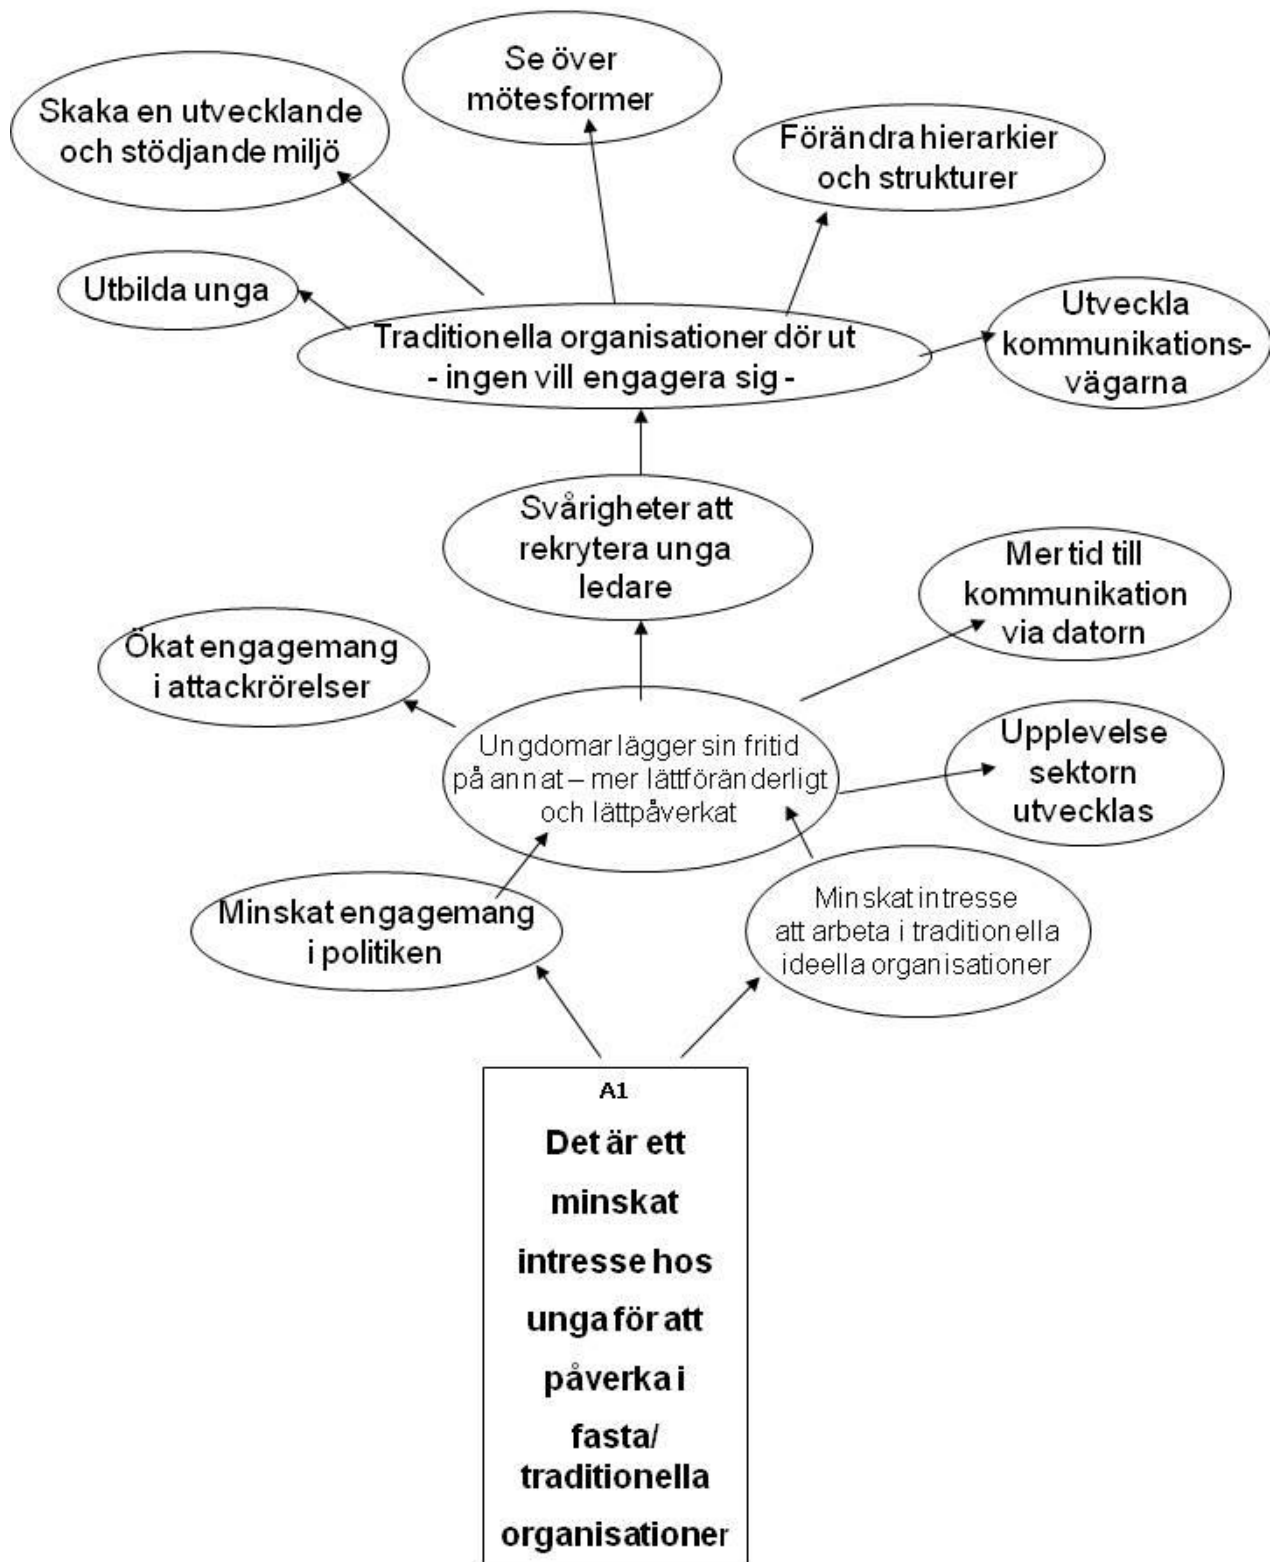 Se över
mötesformer
Skaka en utvecklande
och stödjande miljö
Förändra hierarkier
och strukturer
Utbilda unga
Utveckla
kommunikations-
vägarna
Traditionella organisationer dör ut
- ingen vill engagera sig -
Svårigheter att
rekrytera unga
ledare
Mer tid till
kommunikation
via datorn
Ökat engagemang
i attackrörelser
Ungdomar lägger sin fritid
på annat – mer lättföränderligt
och lättpåverkat
Upplevelse
sektorn
utvecklas
Minskat engagemang
i politiken
Minskat intresse
att arbeta i traditionella
ideella organisationer
A1
Det är ett
minskat
intresse hos
unga för att
påverka i
fasta/
traditionella
organisationer